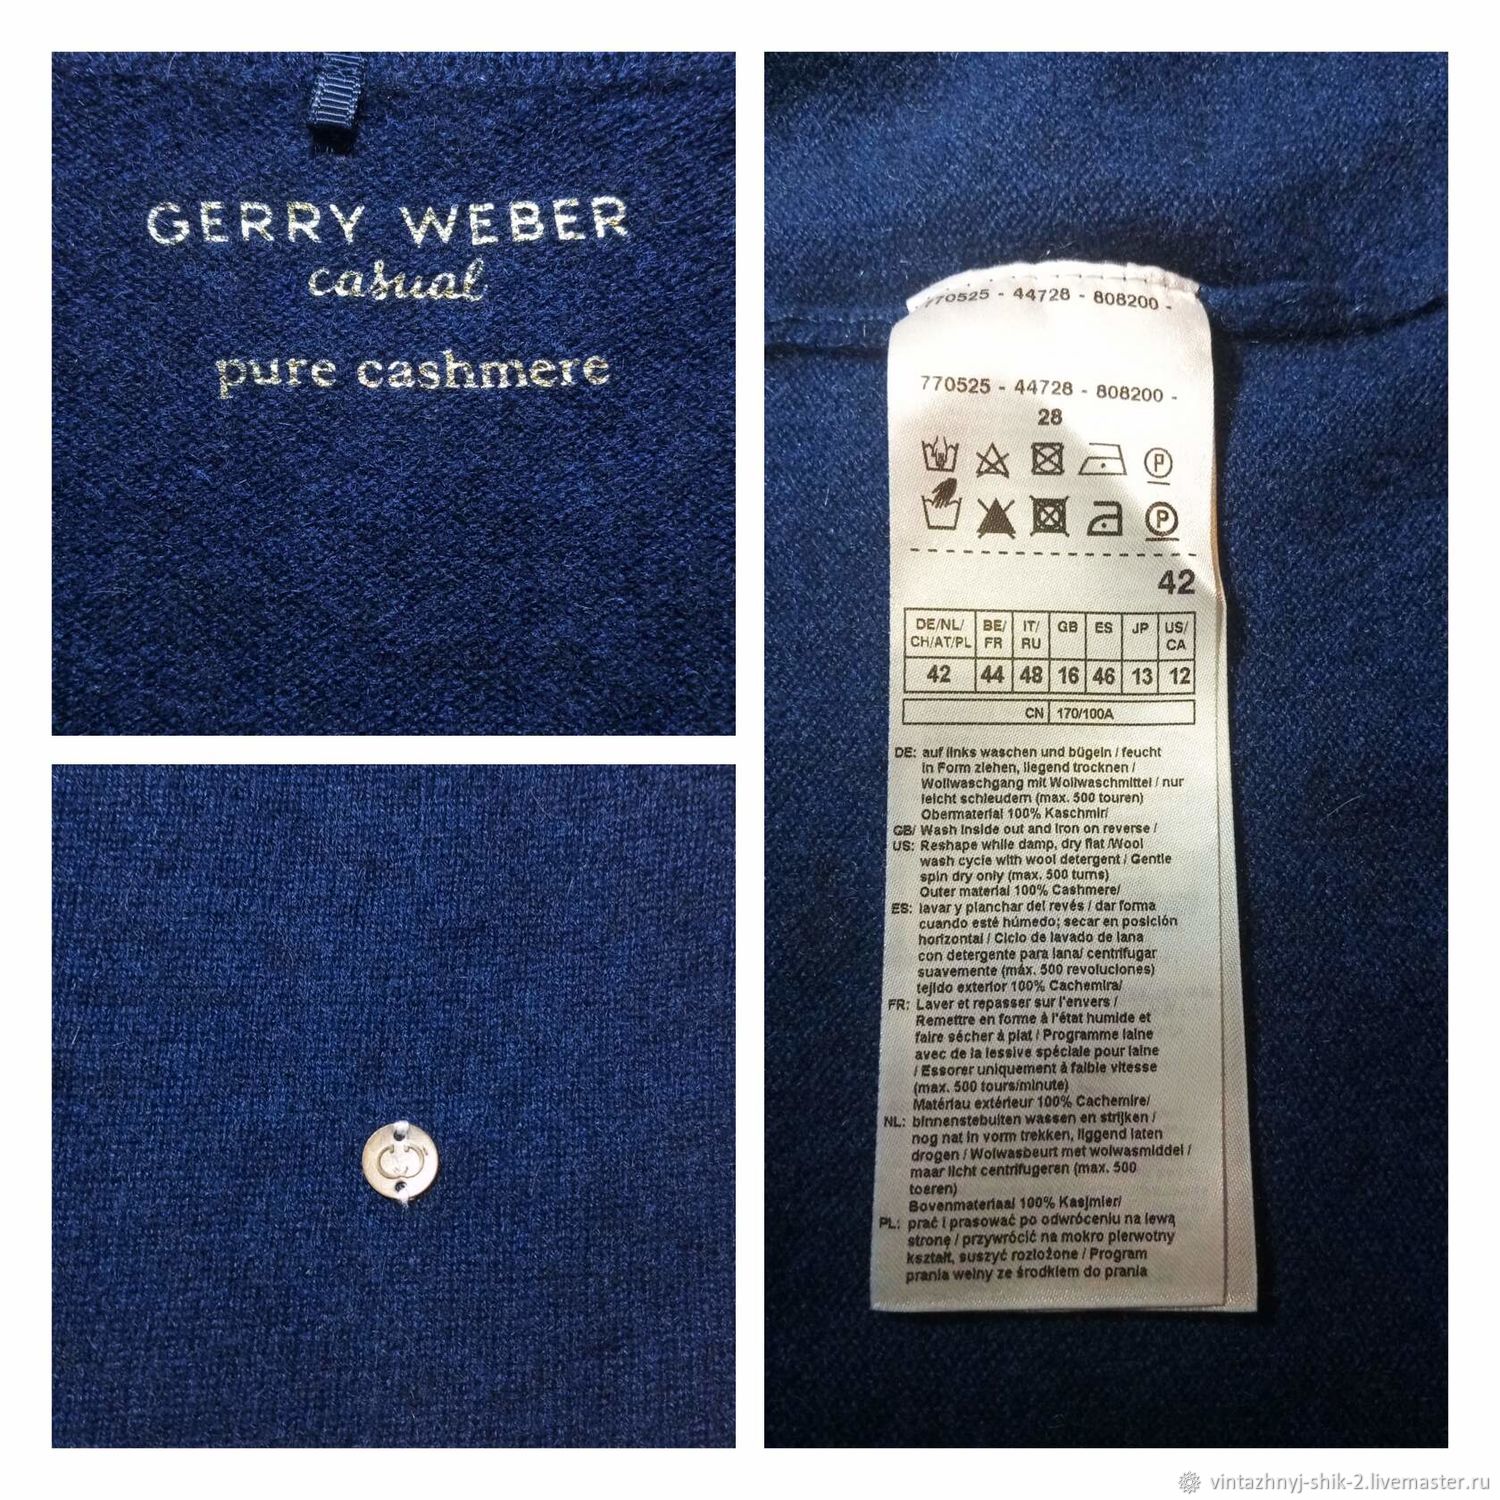 GERRY WEBER
casual
pure cashmere
770525 - 44728 - 808200 -
770525 - 44728 - 808200 -
28
P
P
42
DE/NL/ CH/AT/PL BE/ FR IT/ RU GB ES JP US/ CA
42 44 48 16 46 13 12
CN 170/100A
DE: auf links waschen und bügeln / feucht
in Form ziehen, liegend trocknen /
Wollwaschgang mit Wollwaschmittel / nur
leicht schleudern (max. 500 touren)
Obermaterial 100% Kaschmir/
GB/ Wash inside out and iron on reverse /
US: Reshape while damp, dry flat /Wool
wash cycle with wool detergent / Gentle
spin dry only (max. 500 turns)
Outer material 100% Cashmere/
ES: lavar y planchar del revés / dar forma
cuando esté húmedo; secar en posición
horizontal / Ciclo de lavado de lana
con detergente para lana/ centrifugar
suavemente (máx. 500 revoluciones)
tejido exterior 100% Cachemira/
FR: Laver et repasser sur l'envers /
Remettre en forme à l'état humide et
faire sécher à plat / Programme laine
avec de la lessive spéciale pour laine
/ Essorer uniquement à faible vitesse
(max. 500 tours/minute)
Matériau extérieur 100% Cachemire/
NL: binnenstebuiten wassen en strijken /
nog nat in vorm trekken, liggend laten
drogen / Wolwasbeurt met wolwasmiddel /
maar licht centrifugeren (max. 500
toeren)
Bovenmateriaal 100% Kasjmier/
PL: prać i prasować po odwróceniu na lewą
stronę / przywrócić na mokro pierwotny
kształt, suszyć rozłożone / Program
prania wełny ze środkiem do prania
vintazhnyj-shik-2.livemaster.ru